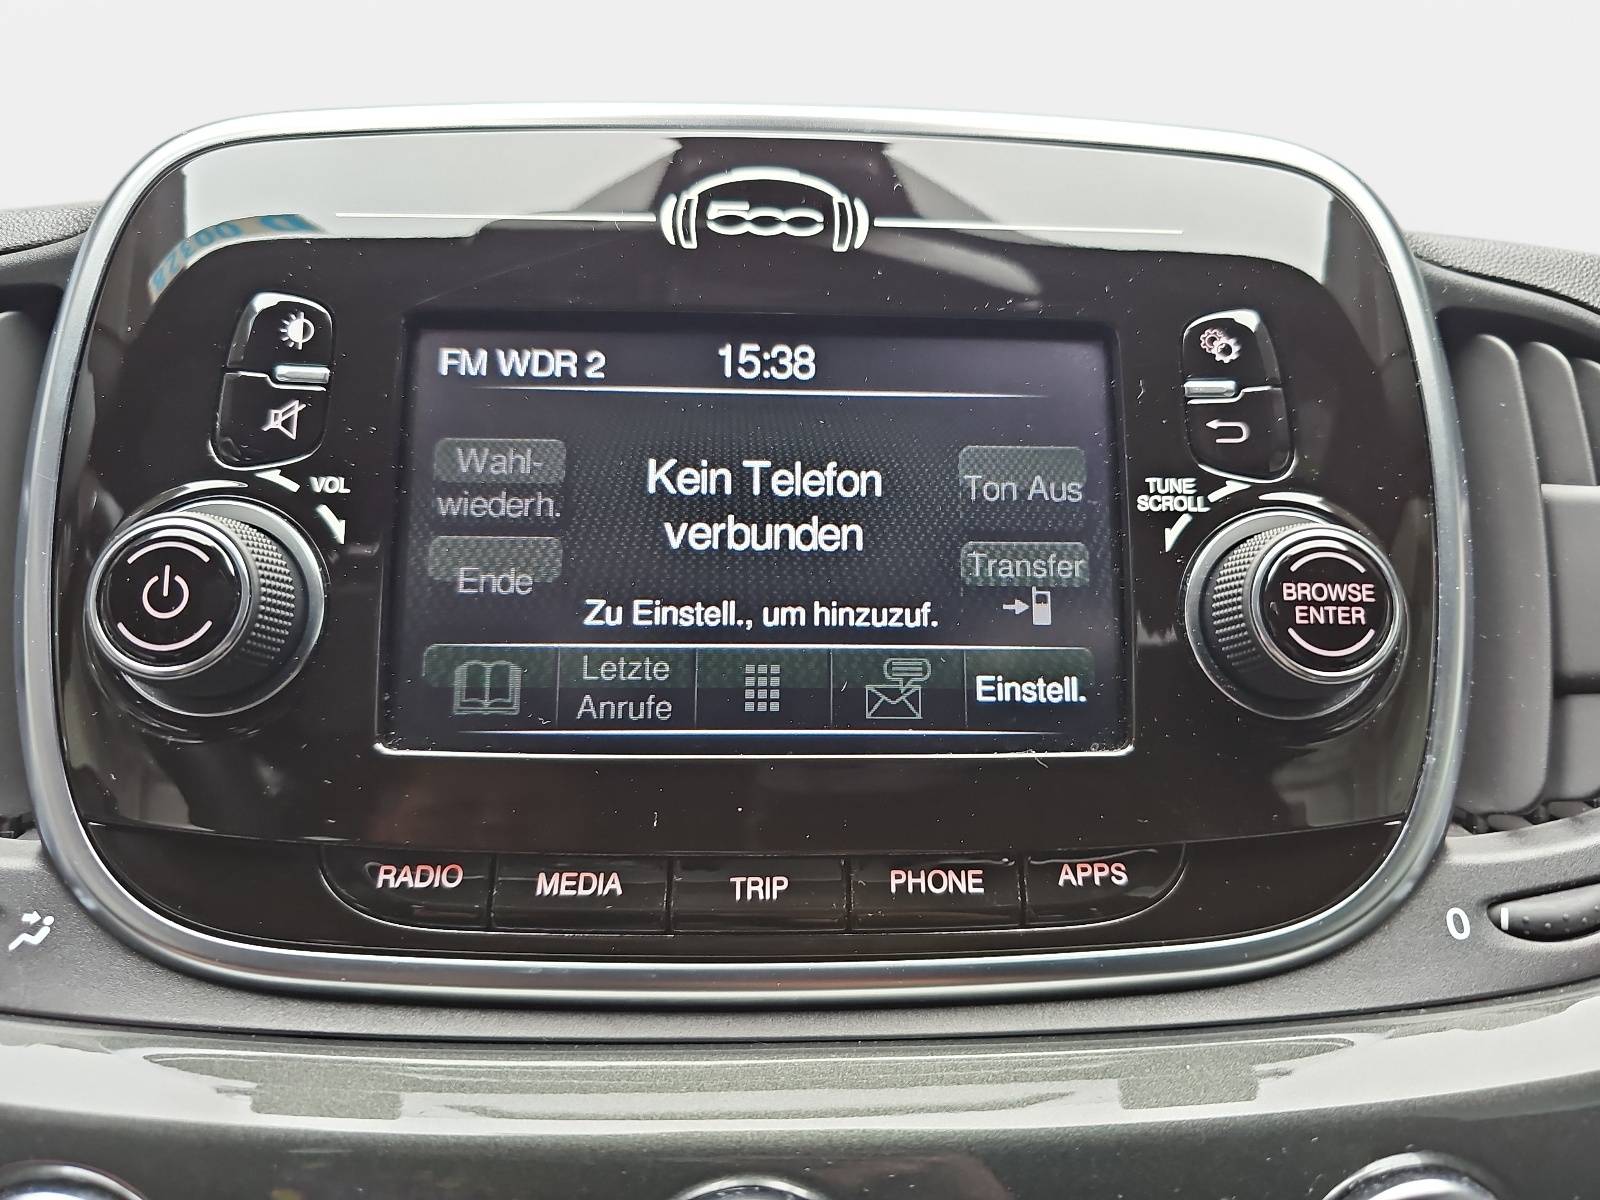 500
FM WDR 2
15:38
Wahl-
wiederh.
Kein Telefon
verbunden
Ton Aus
Ende
Transfer
Zu Einstell., um hinzuzuf.
Letzte
Anrufe
Einstell.
VOL
TUNE
SCROLL
BROWSE
ENTER
RADIO
MEDIA
TRIP
PHONE
APPS
0